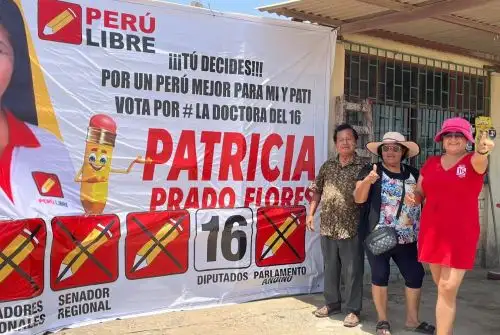 PERÚ
LIBRE
¡¡¡TÚ DECIDES!!!
POR UN PERÚ MEJOR PARA MI Y PATI
VOTA POR # LA DOCTORA DEL 16
PATRICIA
PRADO FLORES
16
SENADOR
REGIONAL
DIPUTADOS
PARLAMENTO
ANDINO